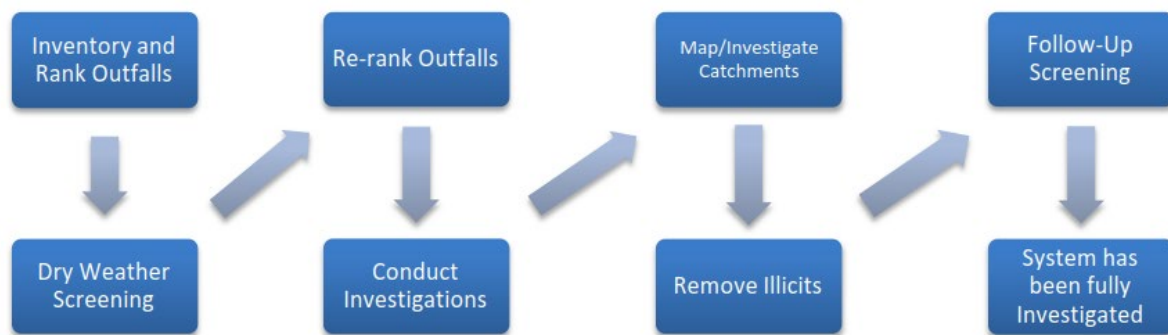 Inventory and
Rank Outfalls
Dry Weather
Screening
Re-rank Outfalls
Conduct
Investigations
Map/Investigate
Catchments
Remove Illicits
Follow-Up
Screening
System has
been fully
Investigated